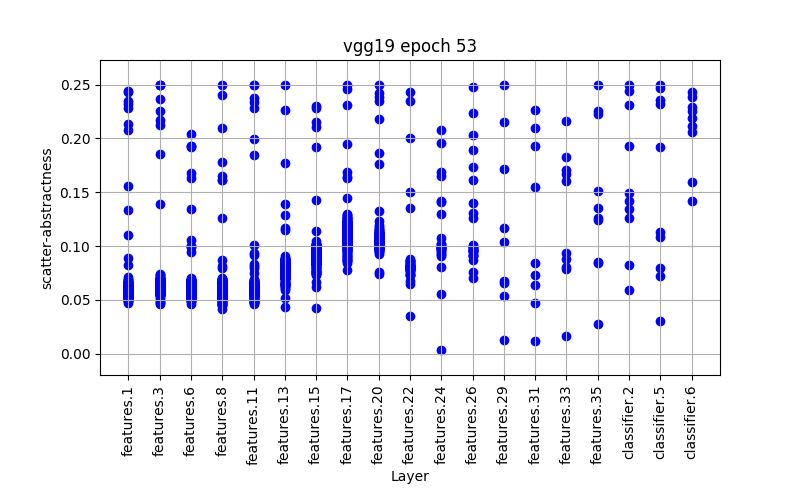 vgg19 epoch 53
scatter-abstractness
0.25
0.20
0.15
0.10
0.05
0.00
features.1
features.3
features.6
features.8
features.11
features.13
features.15
features.17
features.20
features.22
features.24
features.26
features.29
features.31
features.33
features.35
classifier.2
classifier.5
classifier.6
Layer